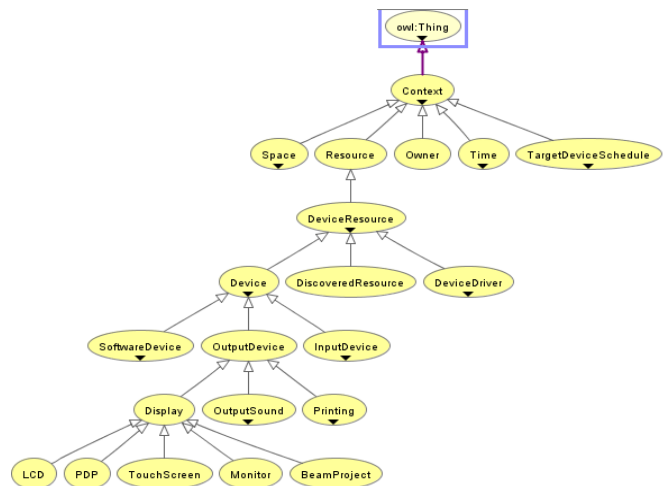 owl:Thing
Context
Space
Resource
Owner
Time
TargetDeviceSchedule
DeviceResource
Device
DiscoveredResource
DeviceDriver
SoftwareDevice
OutputDevice
InputDevice
Display
OutputSound
Printing
LCD
PDP
TouchScreen
Monitor
BeamProject